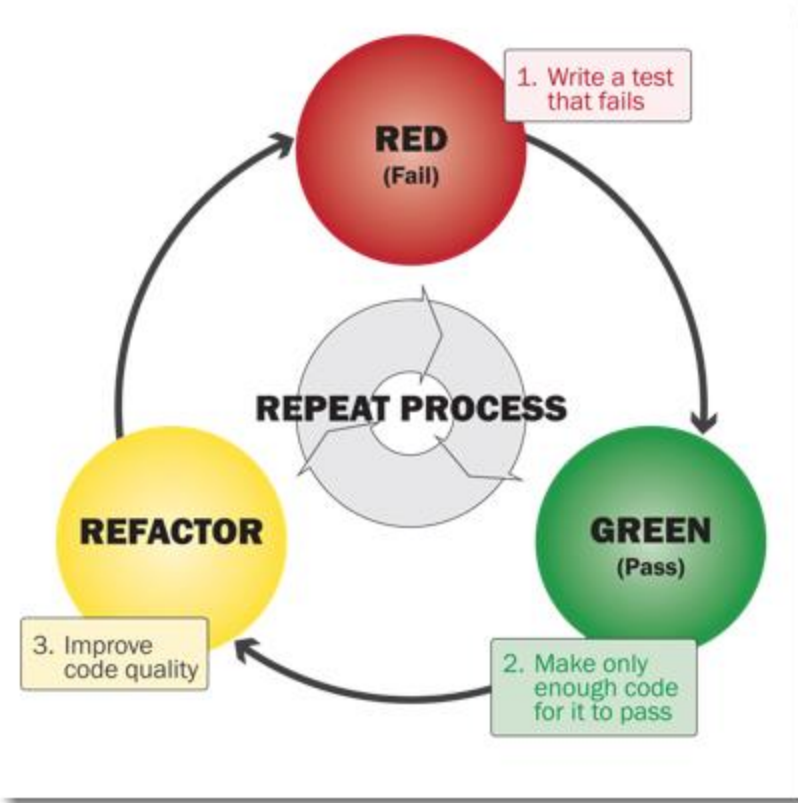 RED
(Fail)
1. Write a test
that fails
REPEAT PROCESS
GREEN
(Pass)
2. Make only
enough code
for it to pass
REFACTOR
3. Improve
code quality